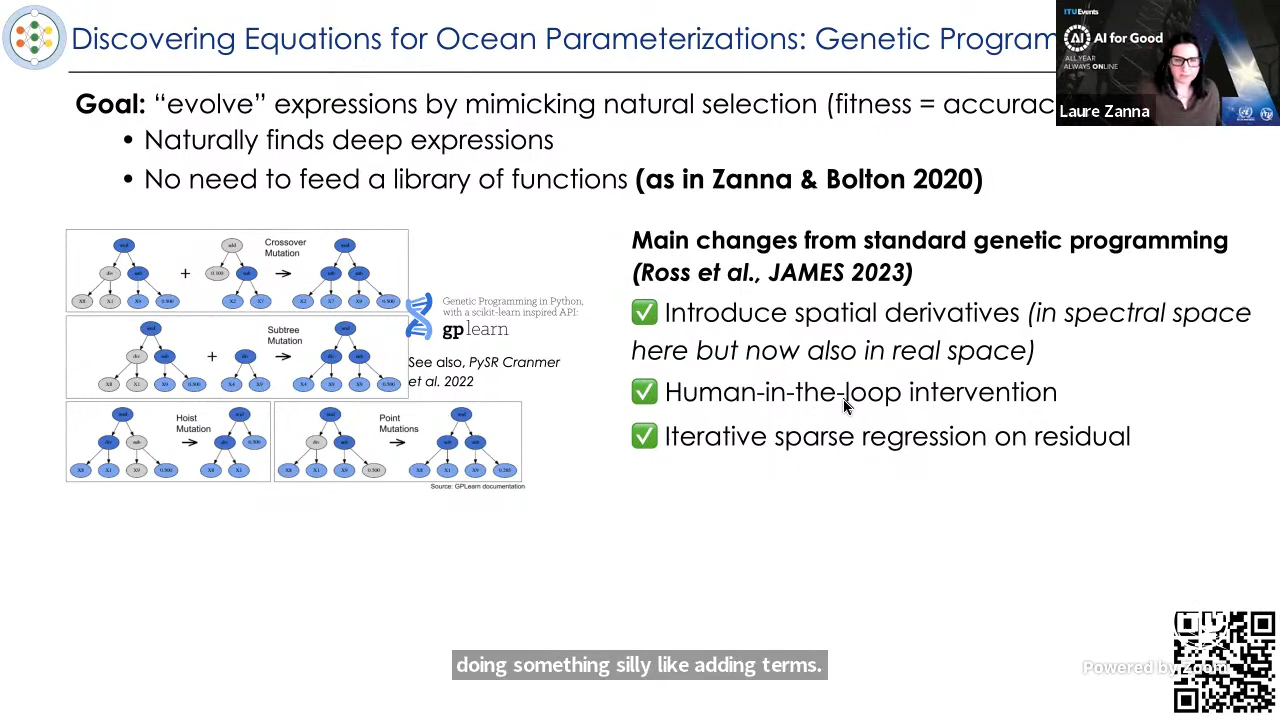 Discovering Equations for Ocean Parameterizations: Genetic Program
ITUEvents
AI
AI for Good
ALL YEAR
ALWAYS ONLINE
Laure Zanna
Goal: “evolve” expressions by mimicking natural selection (fitness = accurac
• Naturally finds deep expressions
• No need to feed a library of functions (as in Zanna & Bolton 2020)
Crossover
Mutation
Subtree
Mutation
Hoist
Mutation
Point
Mutations
Source: GPLearn documentation
Genetic Programming in Python,
with a scikit-learn inspired API:
gplearn
See also, PySR Cranmer
et al. 2022
Main changes from standard genetic programming
(Ross et al., JAMES 2023)
✅ Introduce spatial derivatives (in spectral space
here but now also in real space)
✅ Human-in-the-loop intervention
✅ Iterative sparse regression on residual
doing something silly like adding terms.
Powered by Zoom